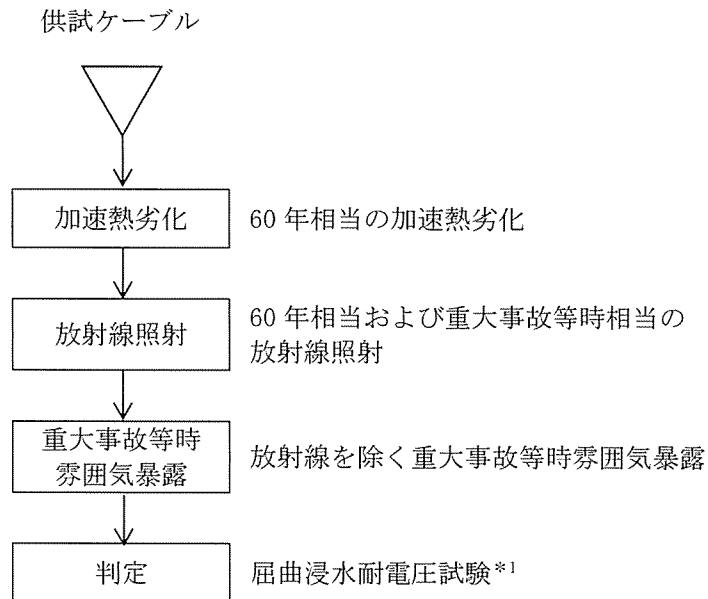 供試ケーブル
加速熱劣化
60年相当の加速熱劣化
放射線照射
60年相当および重大事故等時相当の
放射線照射
重大事故等時
雰囲気暴露
放射線を除く重大事故等時雰囲気暴露
判定
屈曲浸水耐電圧試験*1